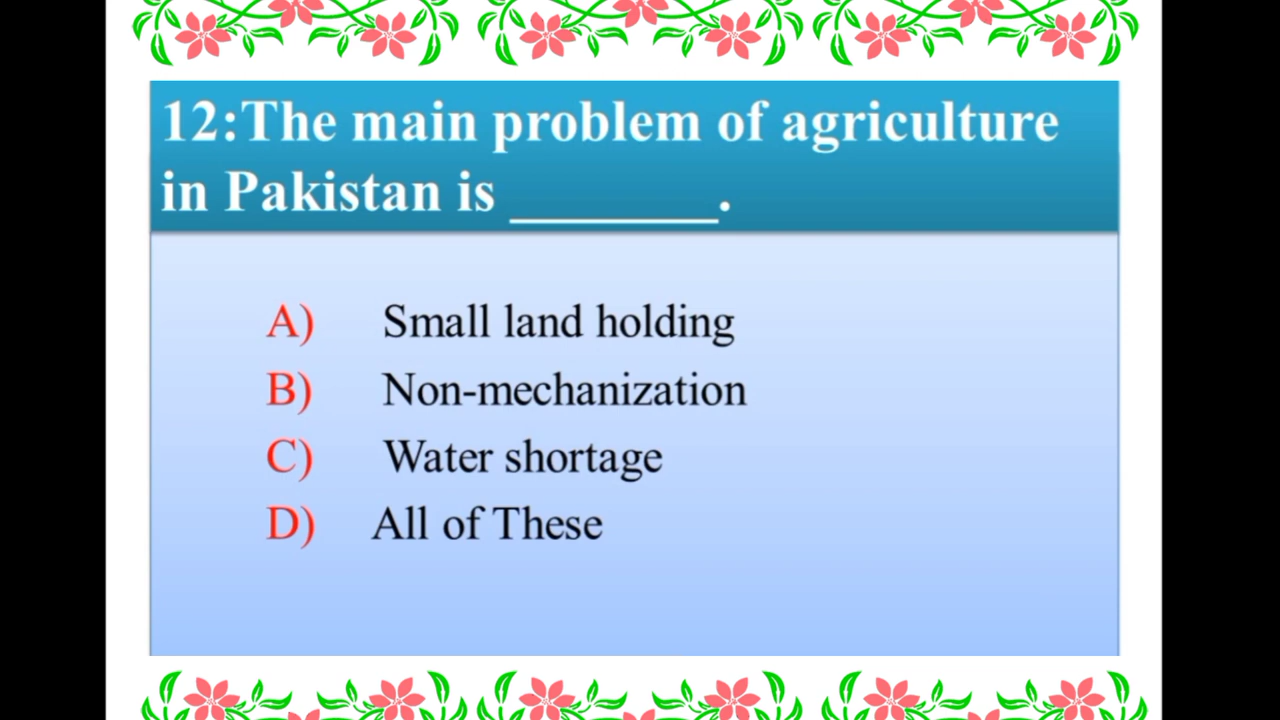 12:The main problem of agriculture
in Pakistan is ________.
A) Small land holding
B) Non-mechanization
C) Water shortage
D) All of These